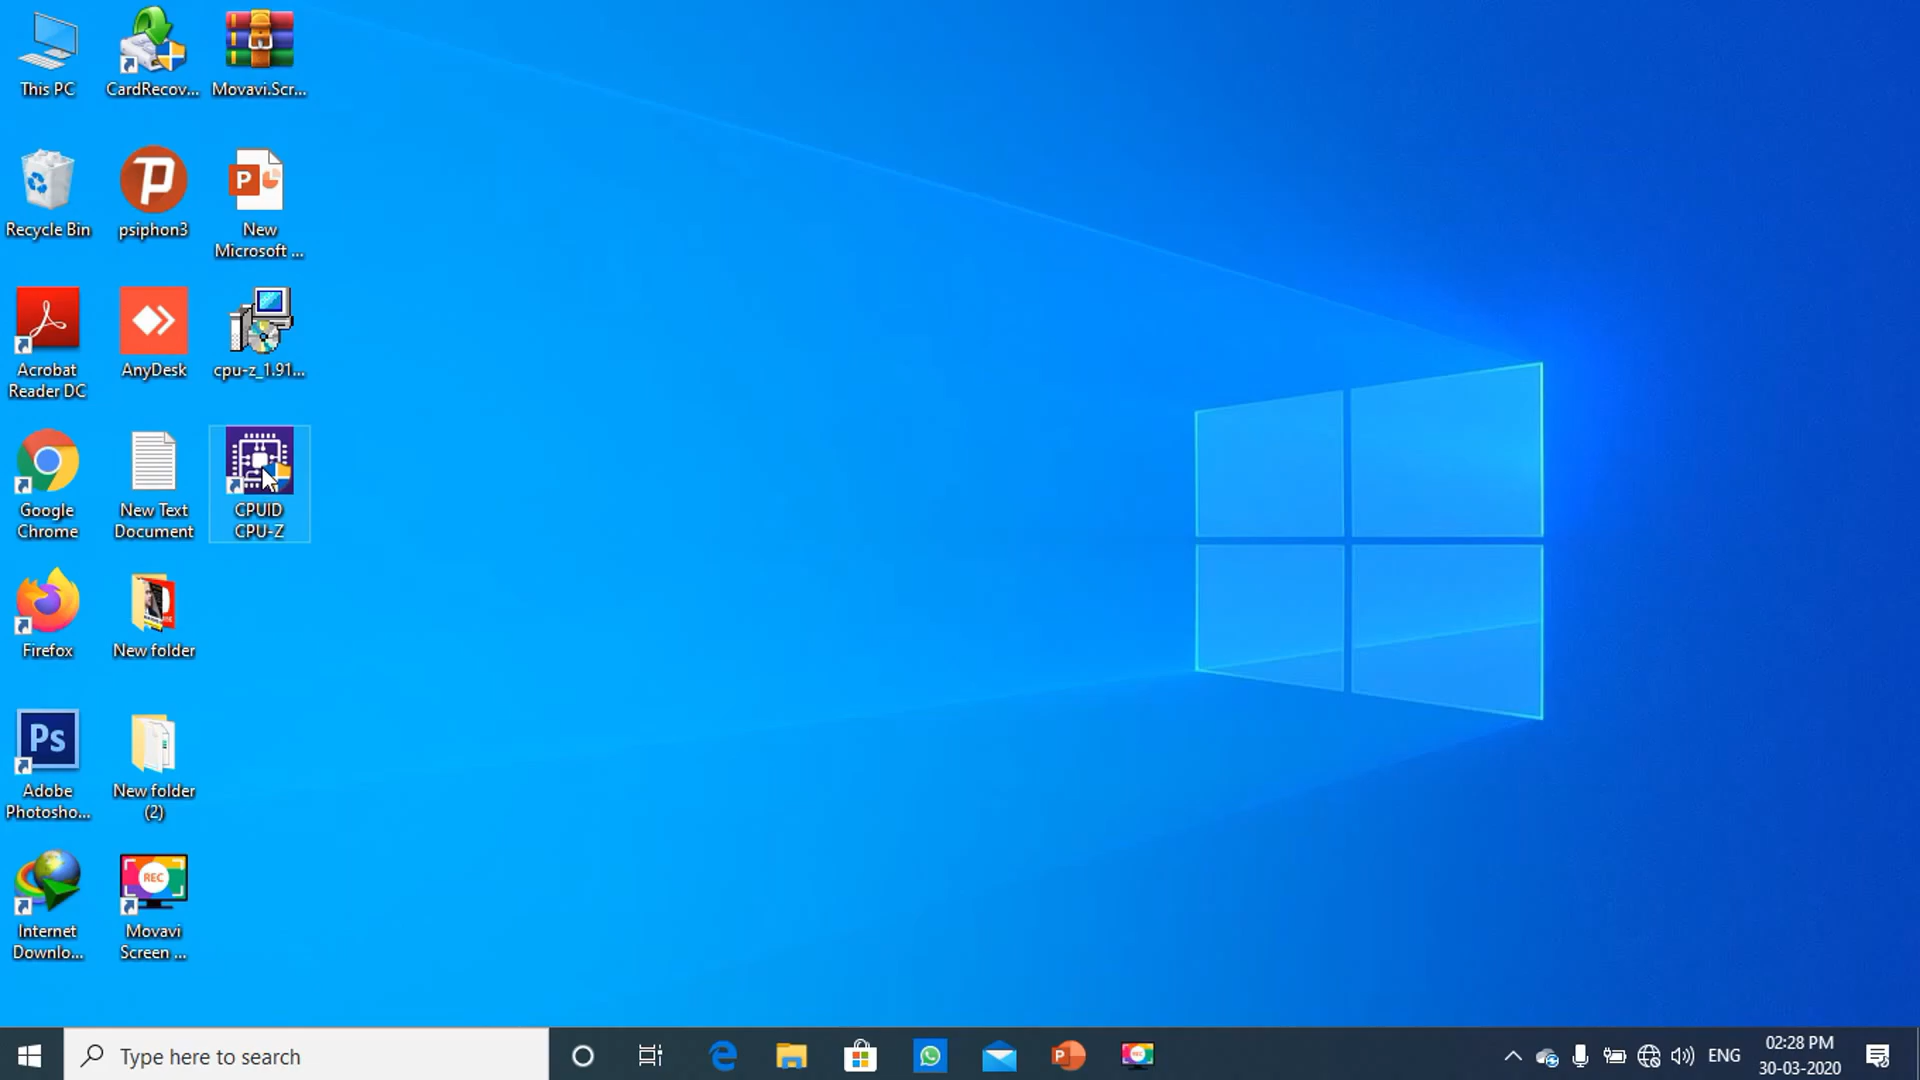 This PC
CardRecov...
Movavi.Scr...
Recycle Bin
psiphon3
P
New
Microsoft ...
Acrobat
Reader DC
AnyDesk
cpu-z_1.91...
Google
Chrome
New Text
Document
CPUID
CPU-Z
Firefox
New folder
Ps
Adobe
Photosho...
New folder
(2)
Internet
Downlo...
REC
Movavi
Screen ...
Type here to search
P
REC
ENG
02:28 PM
30-03-2020